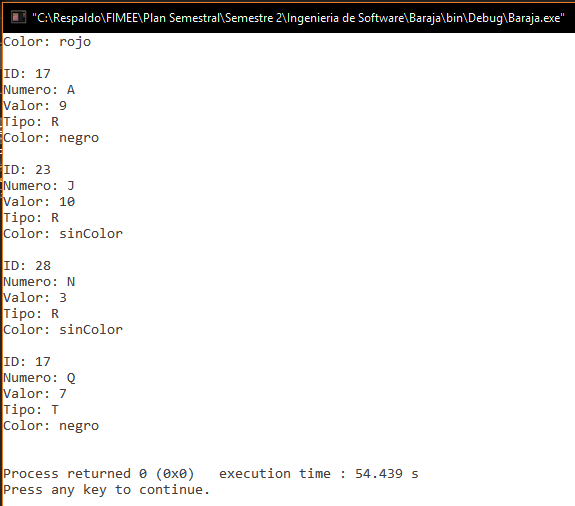 "C:\Respaldo\FIMEE\Plan Semestral\Semestre 2\Ingenieria de Software\Baraja\bin\Debug\Baraja.exe"
Color: rojo
ID: 17
Numero: A
Valor: 9
Tipo: R
Color: negro
ID: 23
Numero: J
Valor: 10
Tipo: R
Color: sinColor
ID: 28
Numero: N
Valor: 3
Tipo: R
Color: sinColor
ID: 17
Numero: Q
Valor: 7
Tipo: T
Color: negro
Process returned 0 (0x0)   execution time : 54.439 s
Press any key to continue.